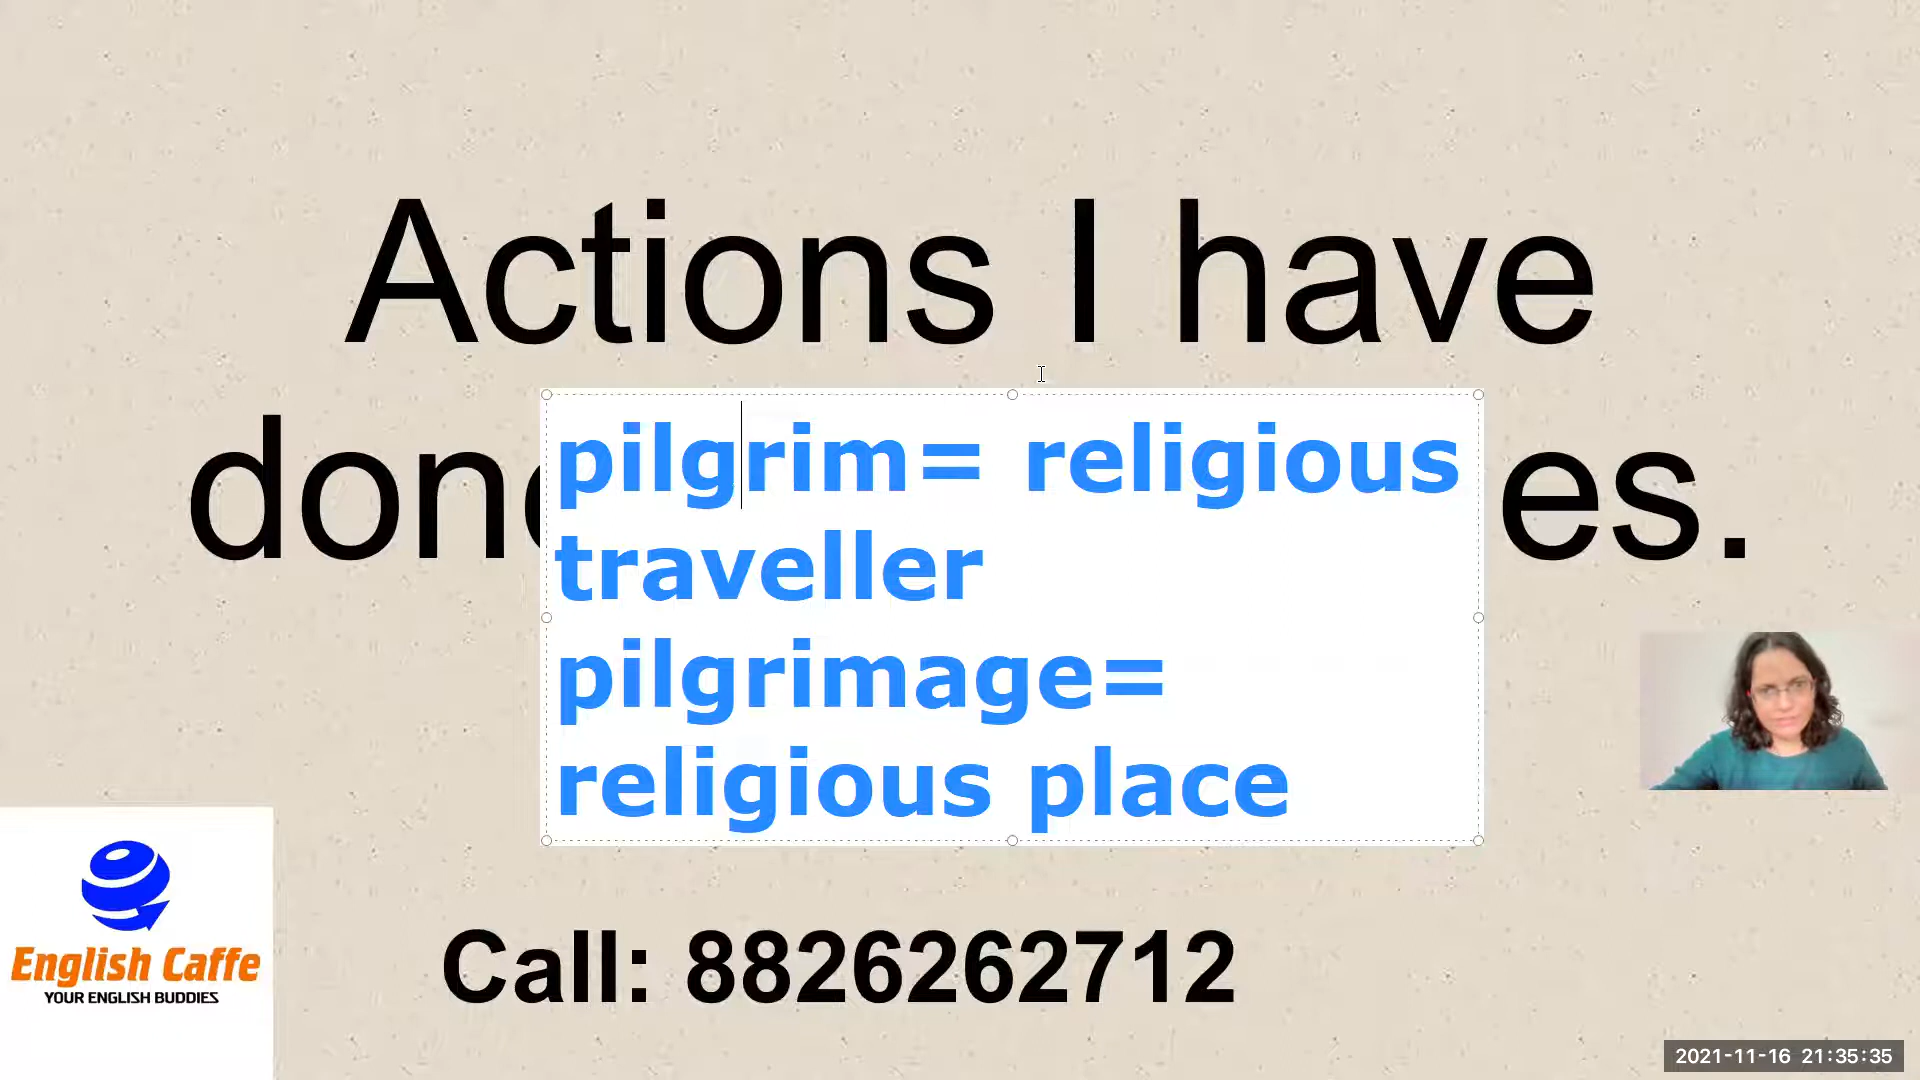 Actions I have
es.
pilgrim= religious
traveller
pilgrimage=
religious place
English Caffe
YOUR ENGLISH BUDDIES
Call: 8826262712
2021-11-16 21:35:35